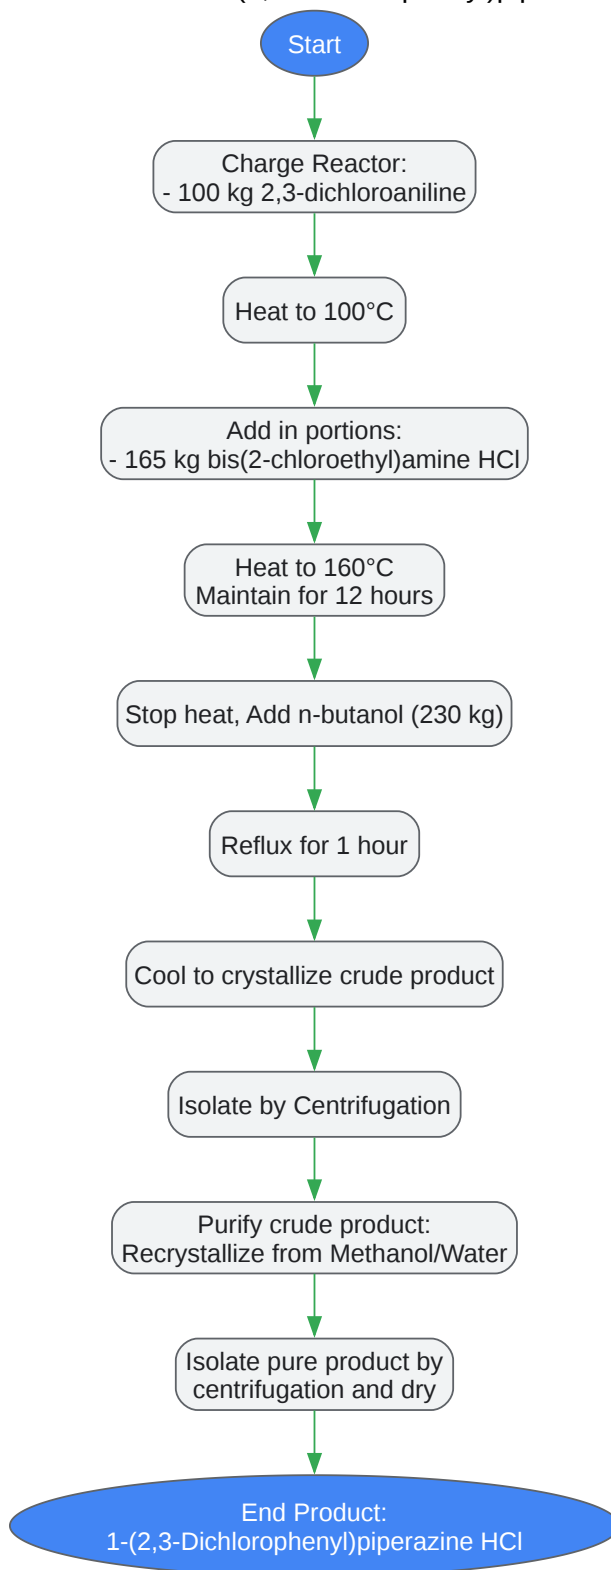 Start
Charge Reactor:
- 100 kg 2,3-dichloroaniline
Heat to 100°C
Add in portions:
- 165 kg bis(2-chloroethyl)amine HCl
Heat to 160°C
Maintain for 12 hours
Stop heat, Add n-butanol (230 kg)
Reflux for 1 hour
Cool to crystallize crude product
Isolate by Centrifugation
Purify crude product:
Recrystallize from Methanol/Water
Isolate pure product by
centrifugation and dry
End Product:
1-(2,3-Dichlorophenyl)piperazine HCl